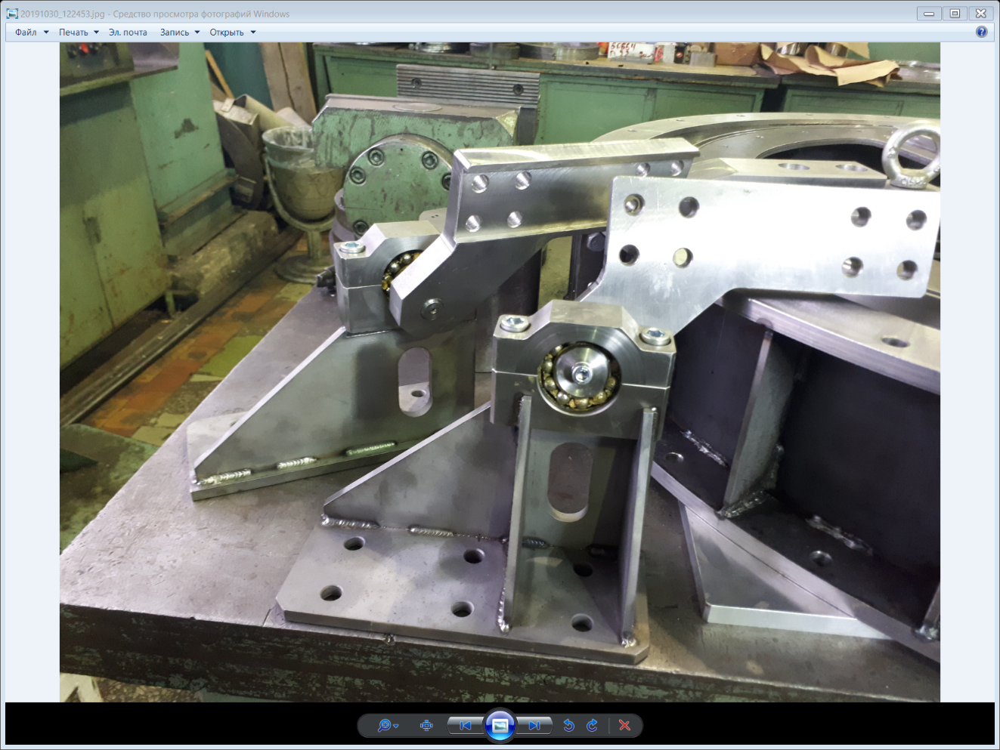 20191030_122453.jpg - Средство просмотра фотографий Windows
Файл Печать Эл. почта Запись Открыть ?